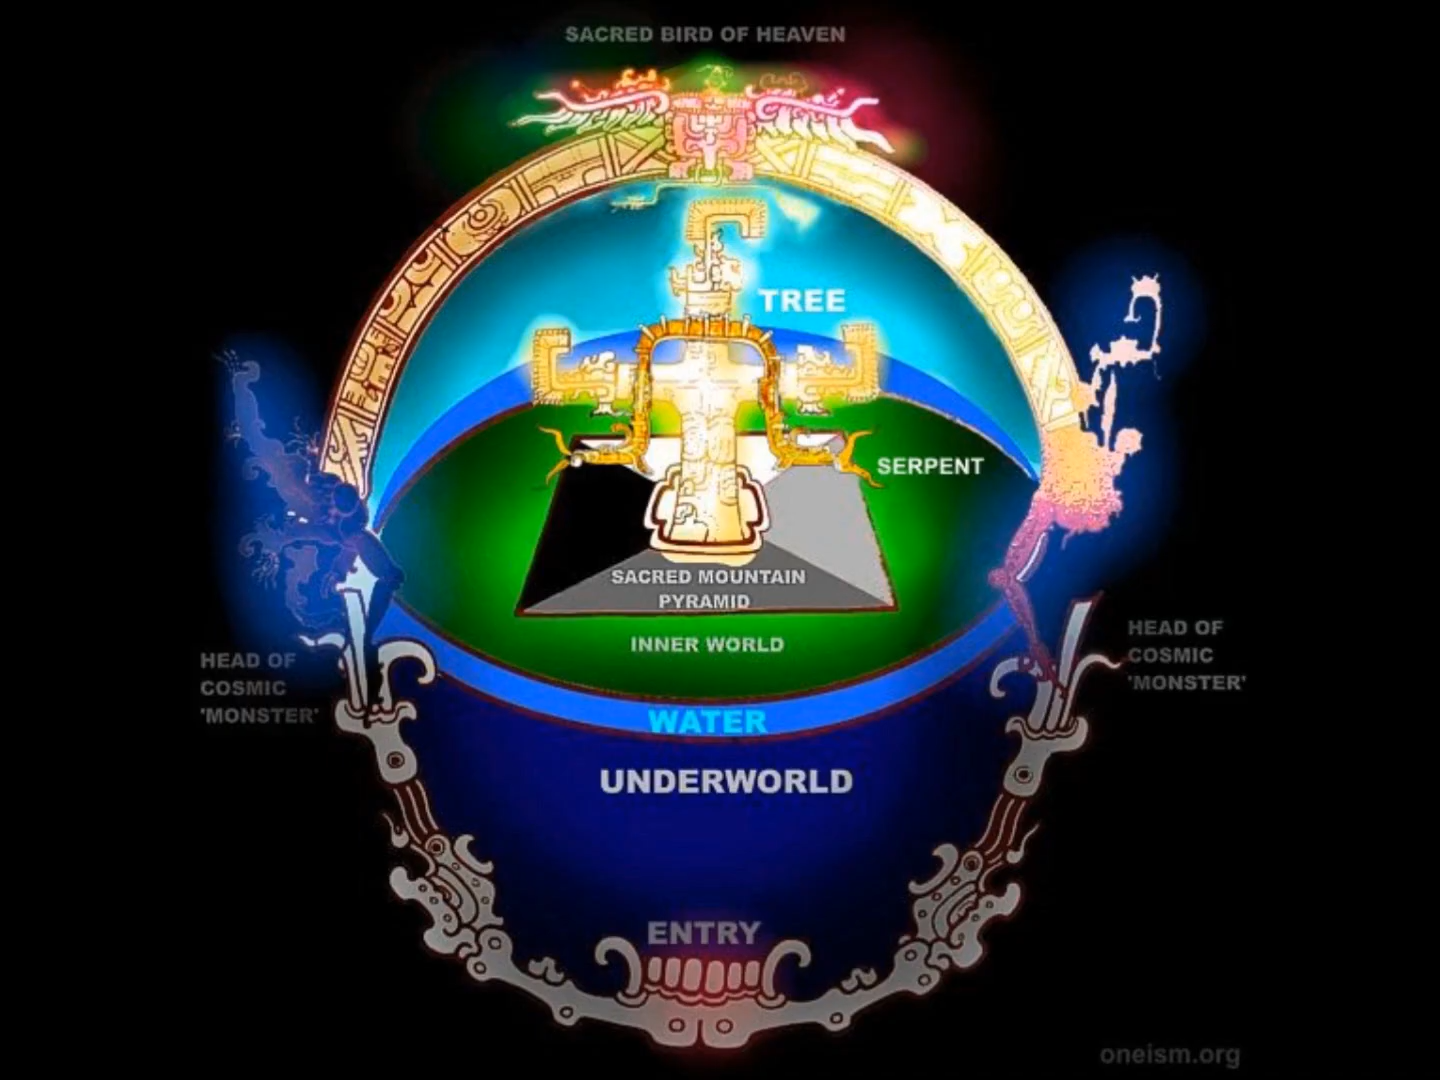 SACRED BIRD OF HEAVEN
TREE
SERPENT
SACRED MOUNTAIN
PYRAMID
INNER WORLD
HEAD OF
COSMIC
'MONSTER'
HEAD OF
COSMIC
'MONSTER'
WATER
UNDERWORLD
ENTRY
oneism.org